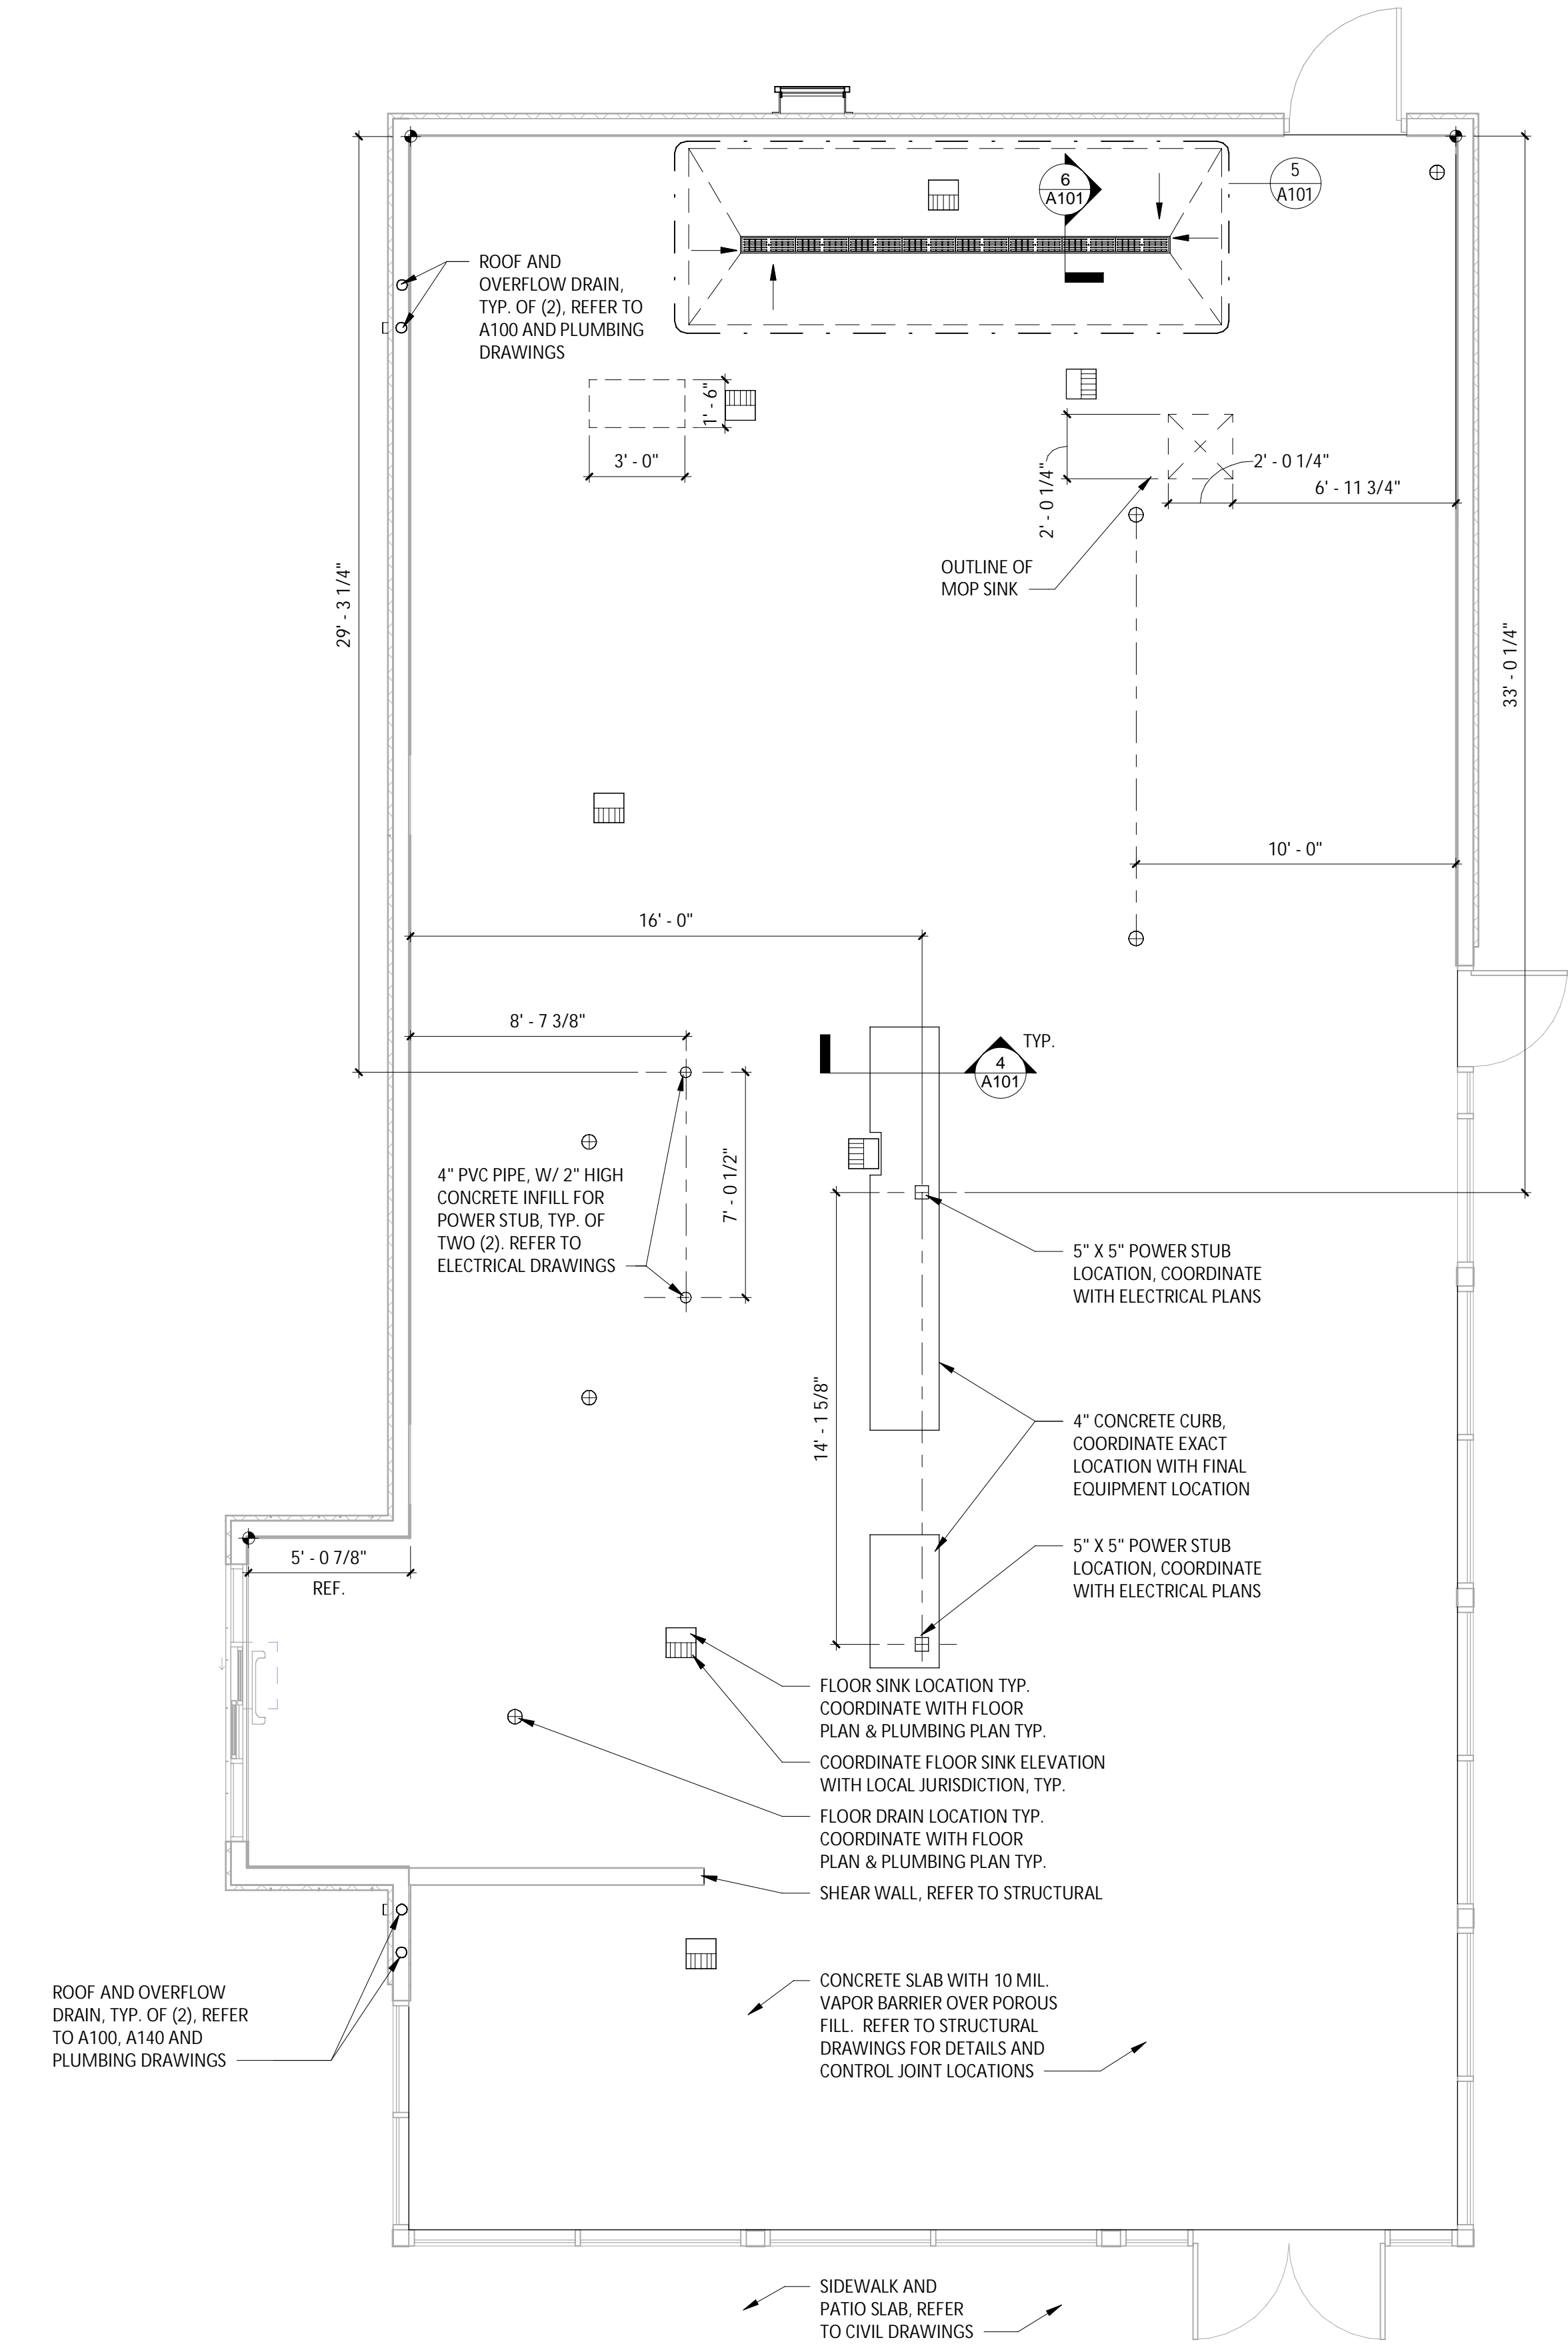 6
A101
5
A101
ROOF AND
OVERFLOW DRAIN,
TYP. OF (2), REFER TO
A100 AND PLUMBING
DRAWINGS
1' - 6"
3' - 0"
2' - 0 1/4"
2' - 0 1/4"
6' - 11 3/4"
OUTLINE OF
MOP SINK
29' - 3 1/4"
33' - 0 1/4"
10' - 0"
16' - 0"
8' - 7 3/8"
TYP.
4
A101
4" PVC PIPE, W/ 2" HIGH
CONCRETE INFILL FOR
POWER STUB, TYP. OF
TWO (2). REFER TO
ELECTRICAL DRAWINGS
7' - 0 1/2"
5" X 5" POWER STUB
LOCATION, COORDINATE
WITH ELECTRICAL PLANS
14' - 1 5/8"
4" CONCRETE CURB,
COORDINATE EXACT
LOCATION WITH FINAL
EQUIPMENT LOCATION
5' - 0 7/8"
REF.
5" X 5" POWER STUB
LOCATION, COORDINATE
WITH ELECTRICAL PLANS
FLOOR SINK LOCATION TYP.
COORDINATE WITH FLOOR
PLAN & PLUMBING PLAN TYP.
COORDINATE FLOOR SINK ELEVATION
WITH LOCAL JURISDICTION, TYP.
FLOOR DRAIN LOCATION TYP.
COORDINATE WITH FLOOR
PLAN & PLUMBING PLAN TYP.
SHEAR WALL, REFER TO STRUCTURAL
ROOF AND OVERFLOW
DRAIN, TYP. OF (2), REFER
TO A100, A140 AND
PLUMBING DRAWINGS
CONCRETE SLAB WITH 10 MIL.
VAPOR BARRIER OVER POROUS
FILL. REFER TO STRUCTURAL
DRAWINGS FOR DETAILS AND
CONTROL JOINT LOCATIONS
SIDEWALK AND
PATIO SLAB, REFER
TO CIVIL DRAWINGS